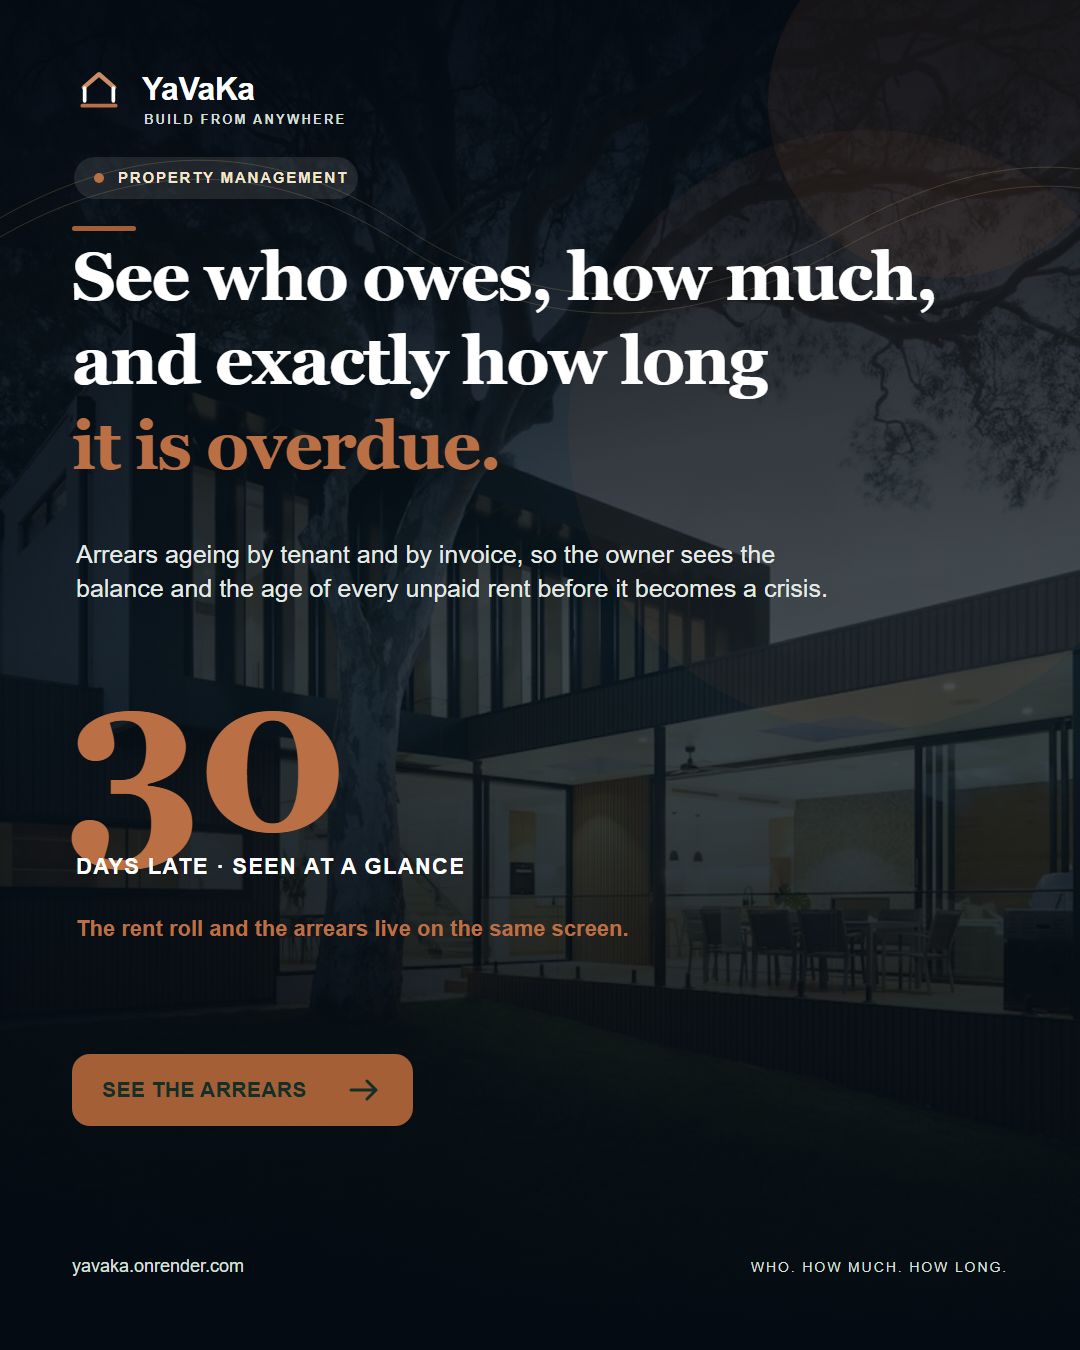 YaVaKa
BUILD FROM ANYWHERE
PROPERTY MANAGEMENT
See who owes, how much,
and exactly how long
it is overdue.
Arrears ageing by tenant and by invoice, so the owner sees the
balance and the age of every unpaid rent before it becomes a crisis.
30
DAYS LATE · SEEN AT A GLANCE
The rent roll and the arrears live on the same screen.
SEE THE ARREARS
yavaka.onrender.com
WHO. HOW MUCH. HOW LONG.